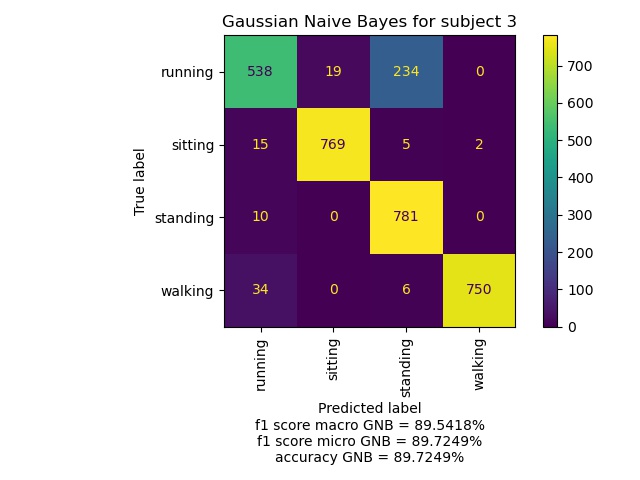 Gaussian Naive Bayes for subject 3
True label
running 538 19 234 0
sitting 15 769 5 2
standing 10 0 781 0
walking 34 0 6 750
running sitting standing walking
Predicted label
f1 score macro GNB = 89.5418%
f1 score micro GNB = 89.7249%
accuracy GNB = 89.7249%
700
600
500
400
300
200
100
0